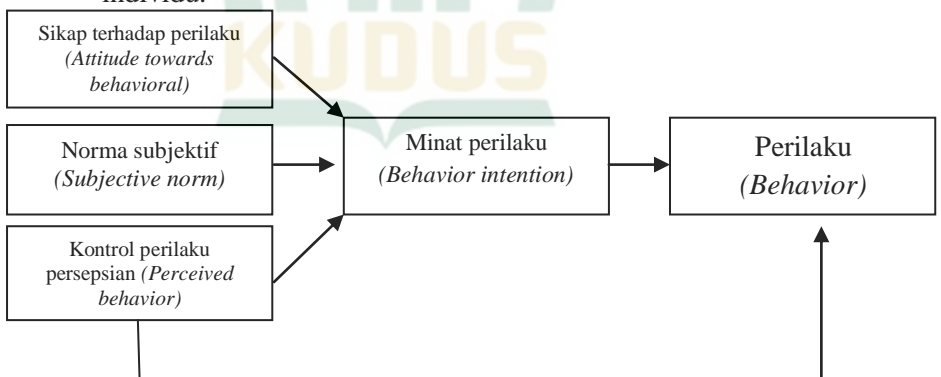 individu.
Sikap terhadap perilaku
(Attitude towards
behavioral)
Norma subjektif
(Subjective norm)
Kontrol perilaku
persepsian (Perceived
behavior)
Minat perilaku
(Behavior intention)
Perilaku
(Behavior)
KUDUS